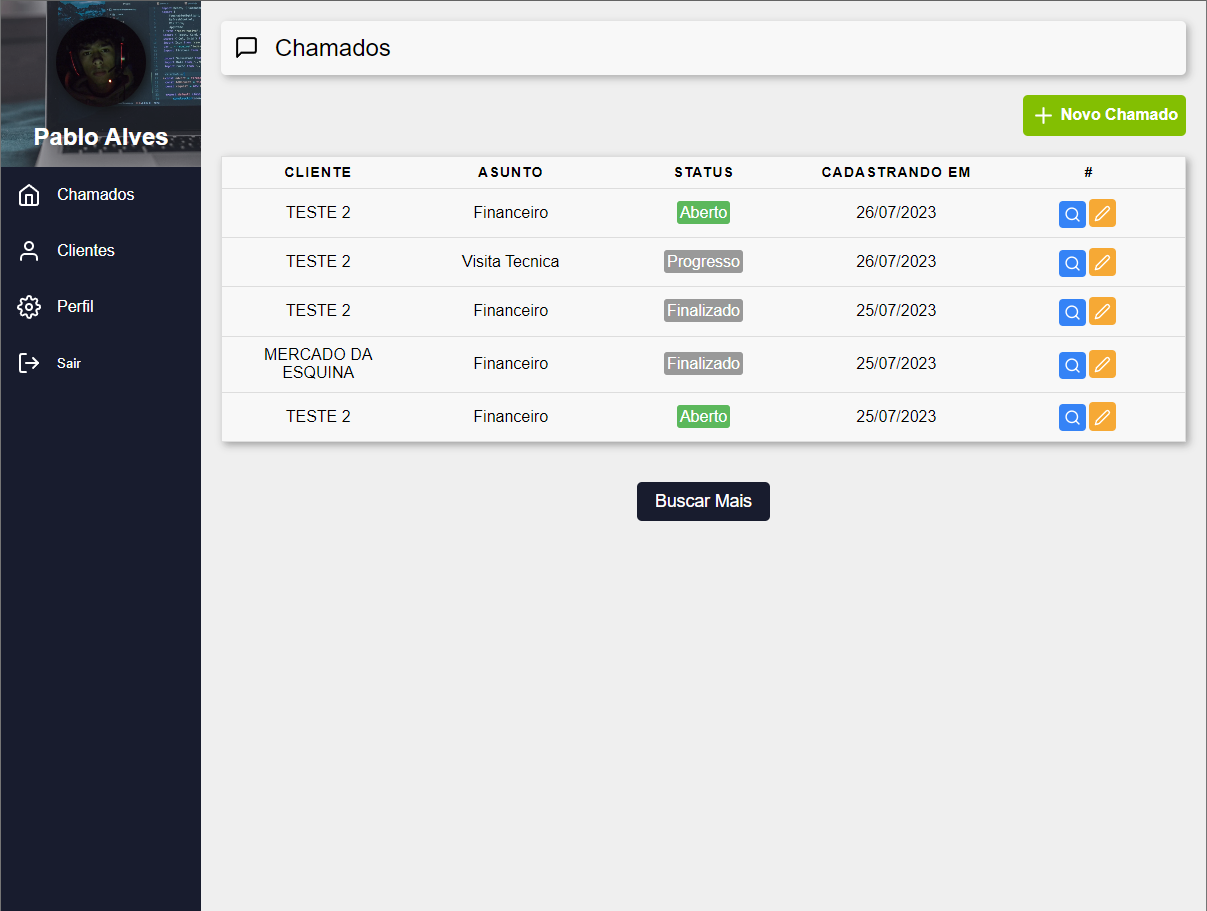 Pablo Alves
Chamados
Clientes
Perfil
Sair
Chamados
Novo Chamado
CLIENTE ASUNTO STATUS CADASTRANDO EM #
TESTE 2 Financeiro Aberto 26/07/2023
TESTE 2 Visita Tecnica Progresso 26/07/2023
TESTE 2 Financeiro Finalizado 25/07/2023
MERCADO DA
ESQUINA Financeiro Finalizado 25/07/2023
TESTE 2 Financeiro Aberto 25/07/2023
Buscar Mais